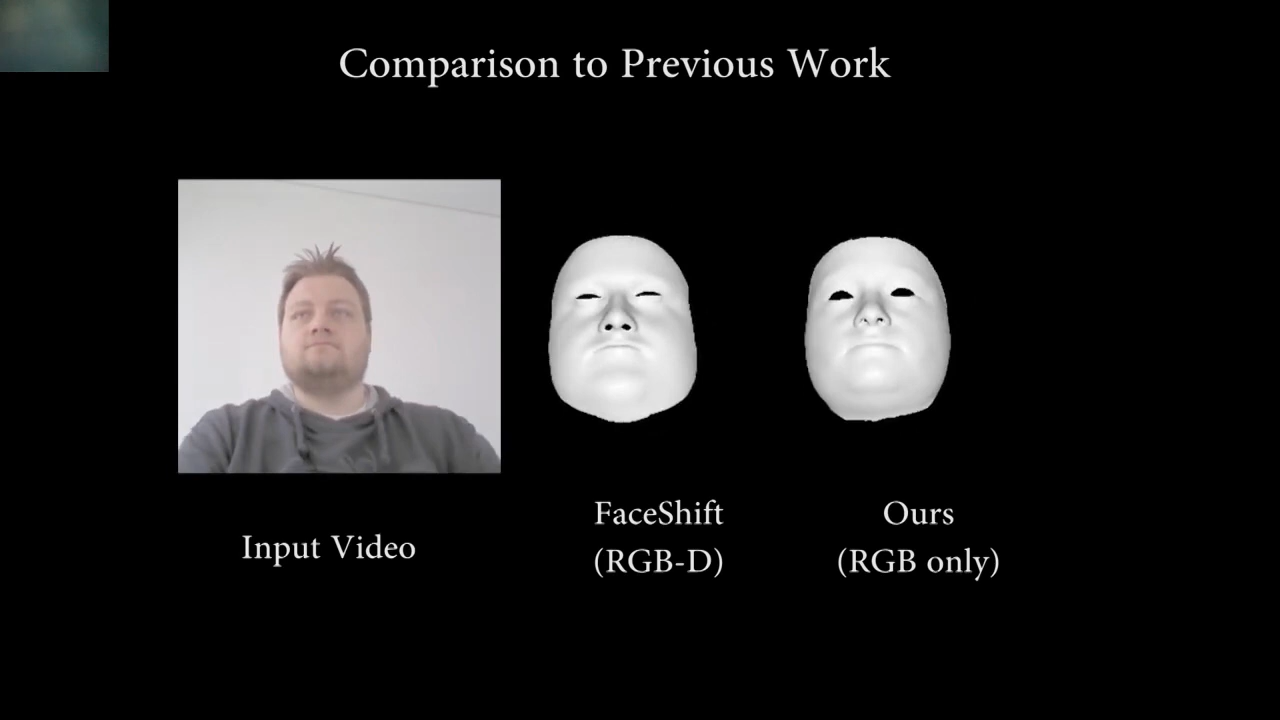 Comparison to Previous Work
Input Video
FaceShift
(RGB-D)
Ours
(RGB only)